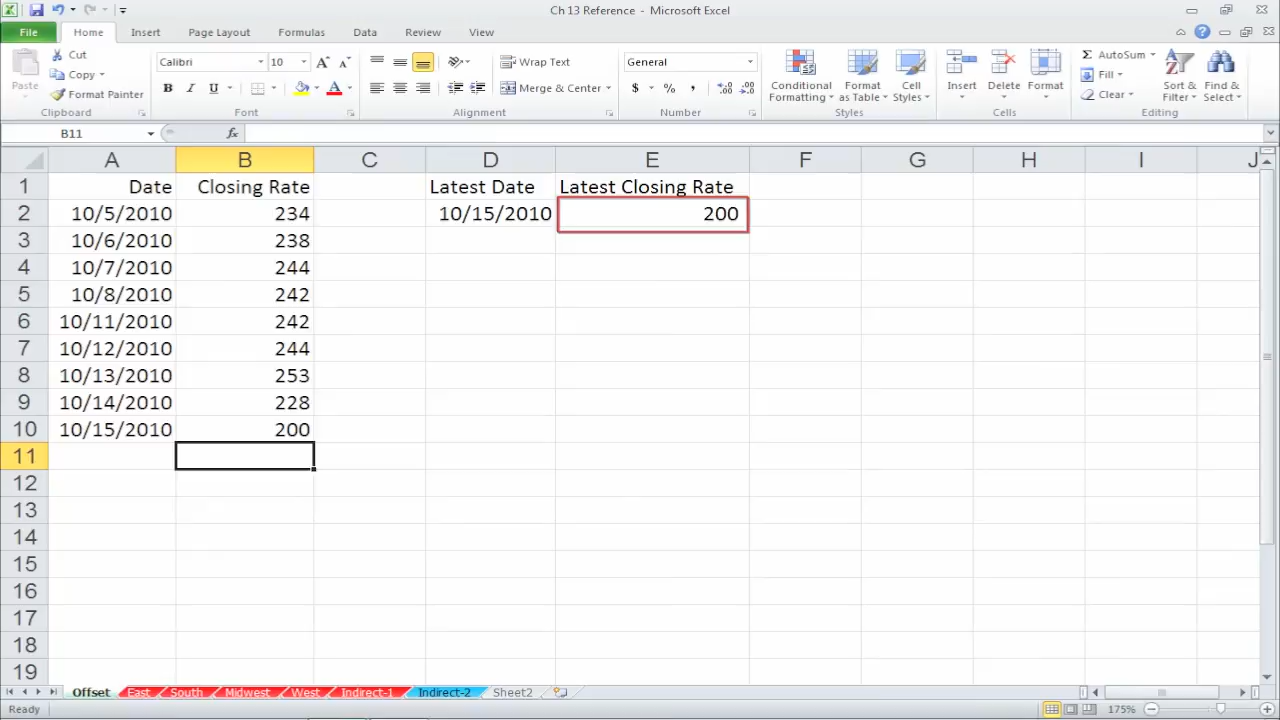 Ch 13 Reference - Microsoft Excel
File Home Insert Page Layout Formulas Data Review View
Paste Cut Copy Format Painter
Calibri 10
Wrap Text Merge & Center
General
$ % ,
Conditional Formatting Format as Table Cell Styles
Insert Delete Format
Σ AutoSum Fill Clear
Sort & Filter Find & Select
Clipboard Font Alignment Number Styles Cells Editing
B11 fx
A B C D E F G H I J
1 Date Closing Rate Latest Date Latest Closing Rate
2 10/5/2010 234 10/15/2010 200
3 10/6/2010 238
4 10/7/2010 244
5 10/8/2010 242
6 10/11/2010 242
7 10/12/2010 244
8 10/13/2010 253
9 10/14/2010 228
10 10/15/2010 200
11
12
13
14
15
16
17
18
19
Offset East South Midwest West Indirect-1 Indirect-2 Sheet2
Ready 175%